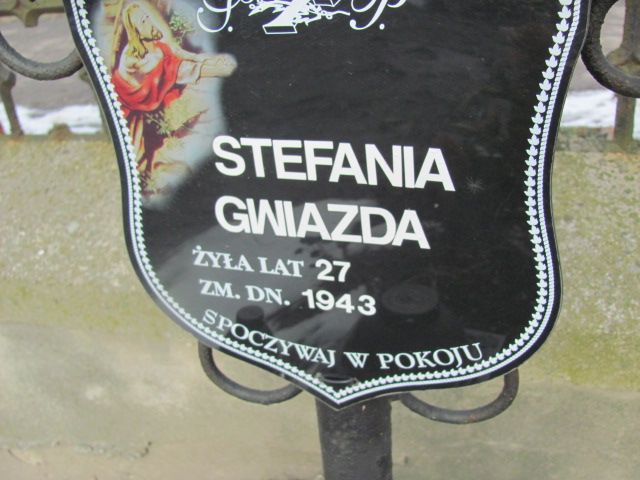 Ś. P.
STEFANIA
GWIAZDA
ŻYŁA LAT 27
ZM. DN. 1943
SPOCZYWAJ W POKOJU